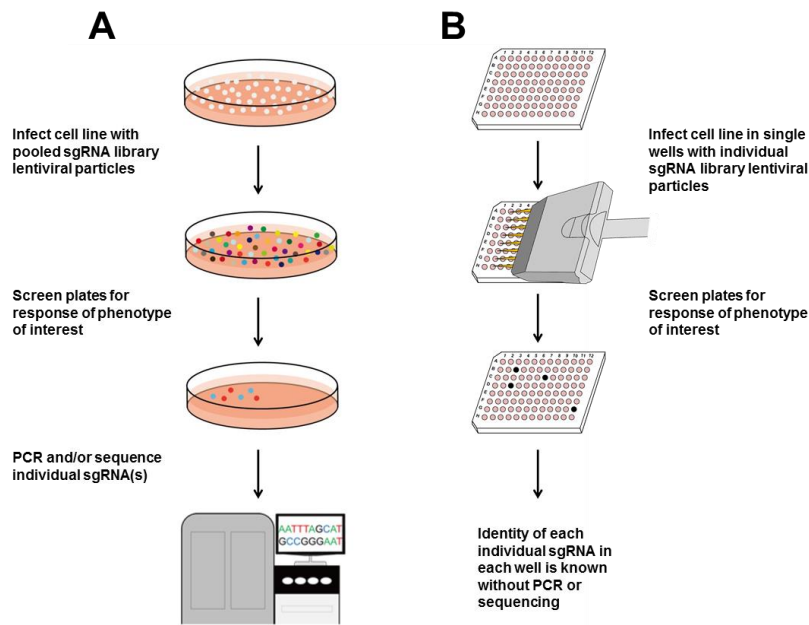 A
B
Infect cell line with
pooled sgRNA library
lentiviral particles
Infect cell line in single
wells with individual
sgRNA library lentiviral
particles
Screen plates for
response of phenotype
of interest
Screen plates for
response of phenotype
of interest
PCR and/or sequence
individual sgRNA(s)
AATTTAGCAT
GCCGGGAAT
Identity of each
individual sgRNA in
each well is known
without PCR or
sequencing